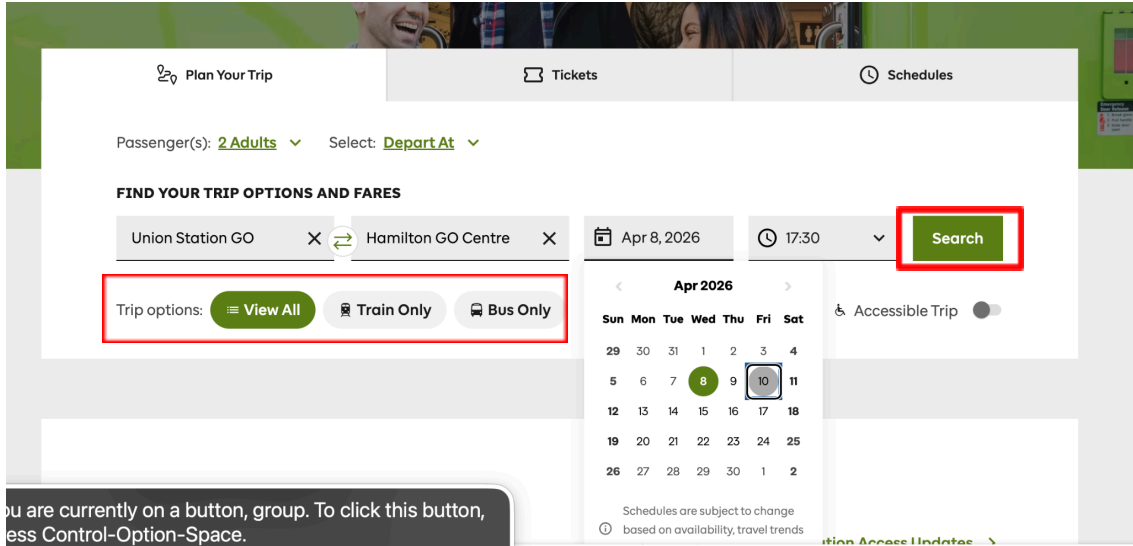 Plan Your Trip
Tickets
Schedules
Passenger(s): 2 Adults Select: Depart At
FIND YOUR TRIP OPTIONS AND FARES
Union Station GO
Hamilton GO Centre
Apr 8, 2026
17:30
Search
Trip options: View All Train Only Bus Only
Accessible Trip
Apr 2026
Sun Mon Tue Wed Thu Fri Sat
29 30 31 1 2 3 4
5 6 7 8 9 10 11
12 13 14 15 16 17 18
19 20 21 22 23 24 25
26 27 28 29 30 1 2
Schedules are subject to change
based on availability, travel trends
ou are currently on a button, group. To click this button,
ess Control-Option-Space.
ation Access Updates